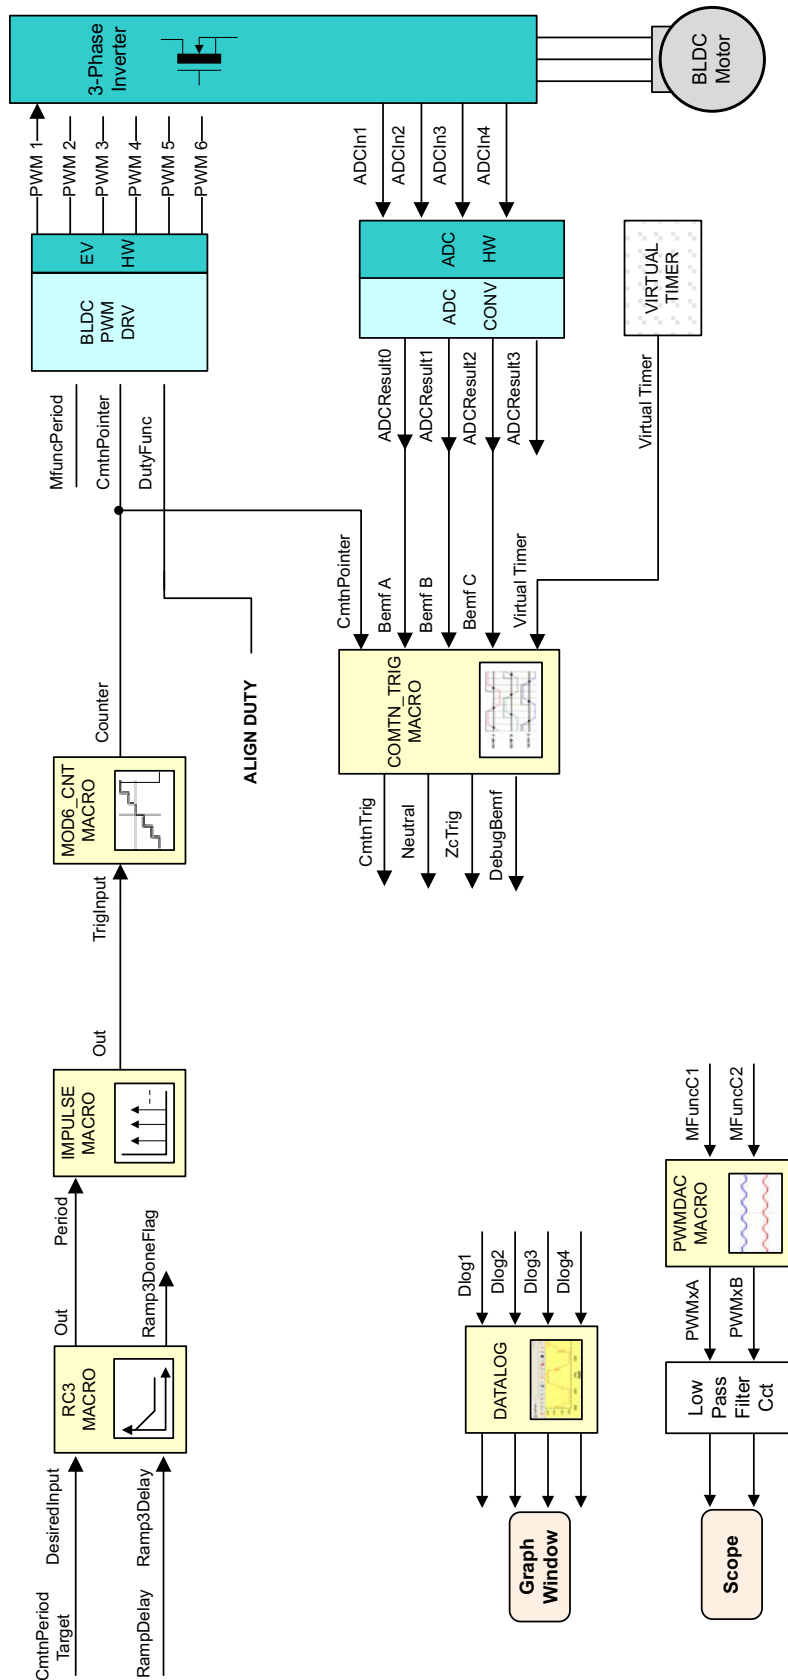 CmtnPeriod
Target
DesiredInput
RampDelay
Ramp3Delay
RC3
MACRO
Out
Period
Ramp3DoneFlag
IMPULSE
MACRO
Out
TrigInput
MOD6_CNT
MACRO
Counter
ALIGN DUTY
MfuncPeriod
CmtnPointer
DutyFunc
BLDC
PWM
DRV
EV
HW
PWM 1
PWM 2
PWM 3
PWM 4
PWM 5
PWM 6
3-Phase
Inverter
BLDC
Motor
ADCIn1
ADCIn2
ADCIn3
ADCIn4
ADC
HW
ADC
CONV
ADCResult0
ADCResult1
ADCResult2
ADCResult3
CmtnPointer
Bemf A
Bemf B
Bemf C
Virtual Timer
Virtual Timer
VIRTUAL
TIMER
COMTN_TRIG
MACRO
CmtnTrig
Neutral
ZcTrig
DebugBemf
Dlog1
Dlog2
Dlog3
Dlog4
DATALOG
Graph
Window
MFuncC1
MFuncC2
PWMDAC
MACRO
PWMxA
PWMxB
Low
Pass
Filter
Cct
Scope